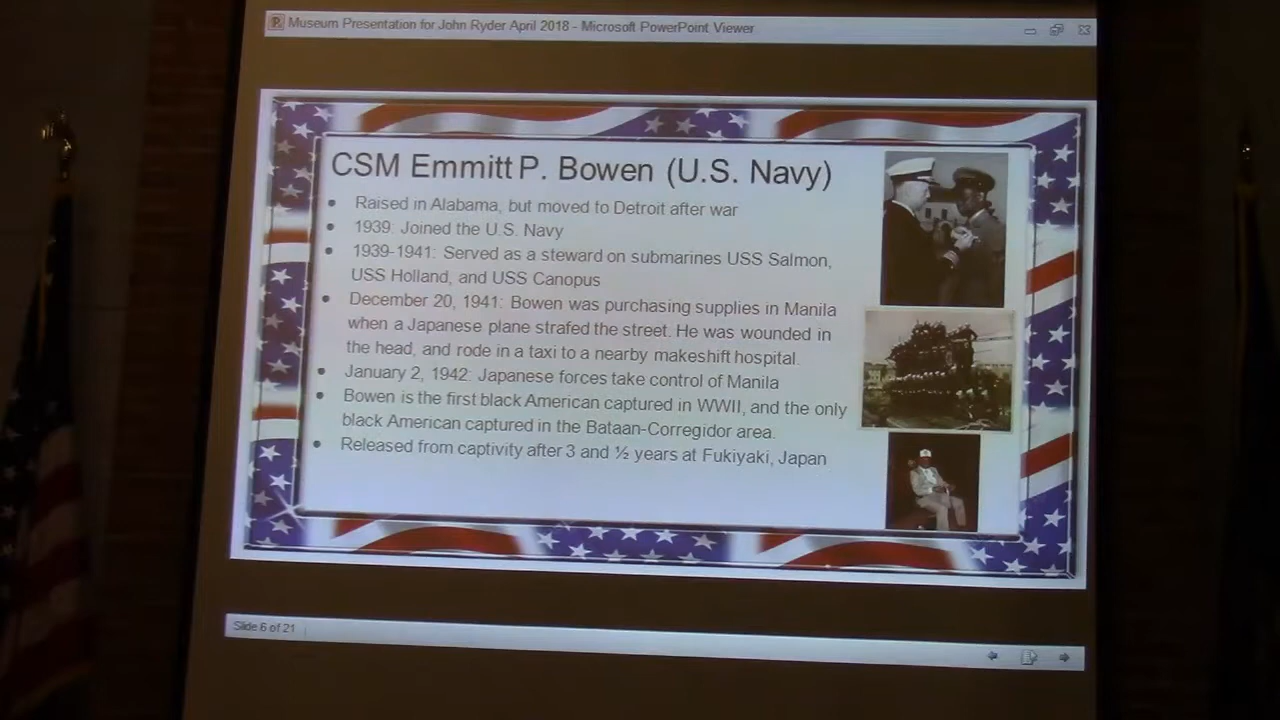 Museum Presentation for John Ryder April 2018 - Microsoft PowerPoint Viewer
CSM Emmitt P. Bowen (U.S. Navy)
• Raised in Alabama, but moved to Detroit after war
• 1939: Joined the U.S. Navy
• 1939-1941: Served as a steward on submarines USS Salmon,
USS Holland, and USS Canopus
• December 20, 1941: Bowen was purchasing supplies in Manila
when a Japanese plane strafed the street. He was wounded in
the head, and rode in a taxi to a nearby makeshift hospital.
• January 2, 1942: Japanese forces take control of Manila
• Bowen is the first black American captured in WWII, and the only
black American captured in the Bataan-Corregidor area.
• Released from captivity after 3 and ½ years at Fukiyaki, Japan
Slide 6 of 21